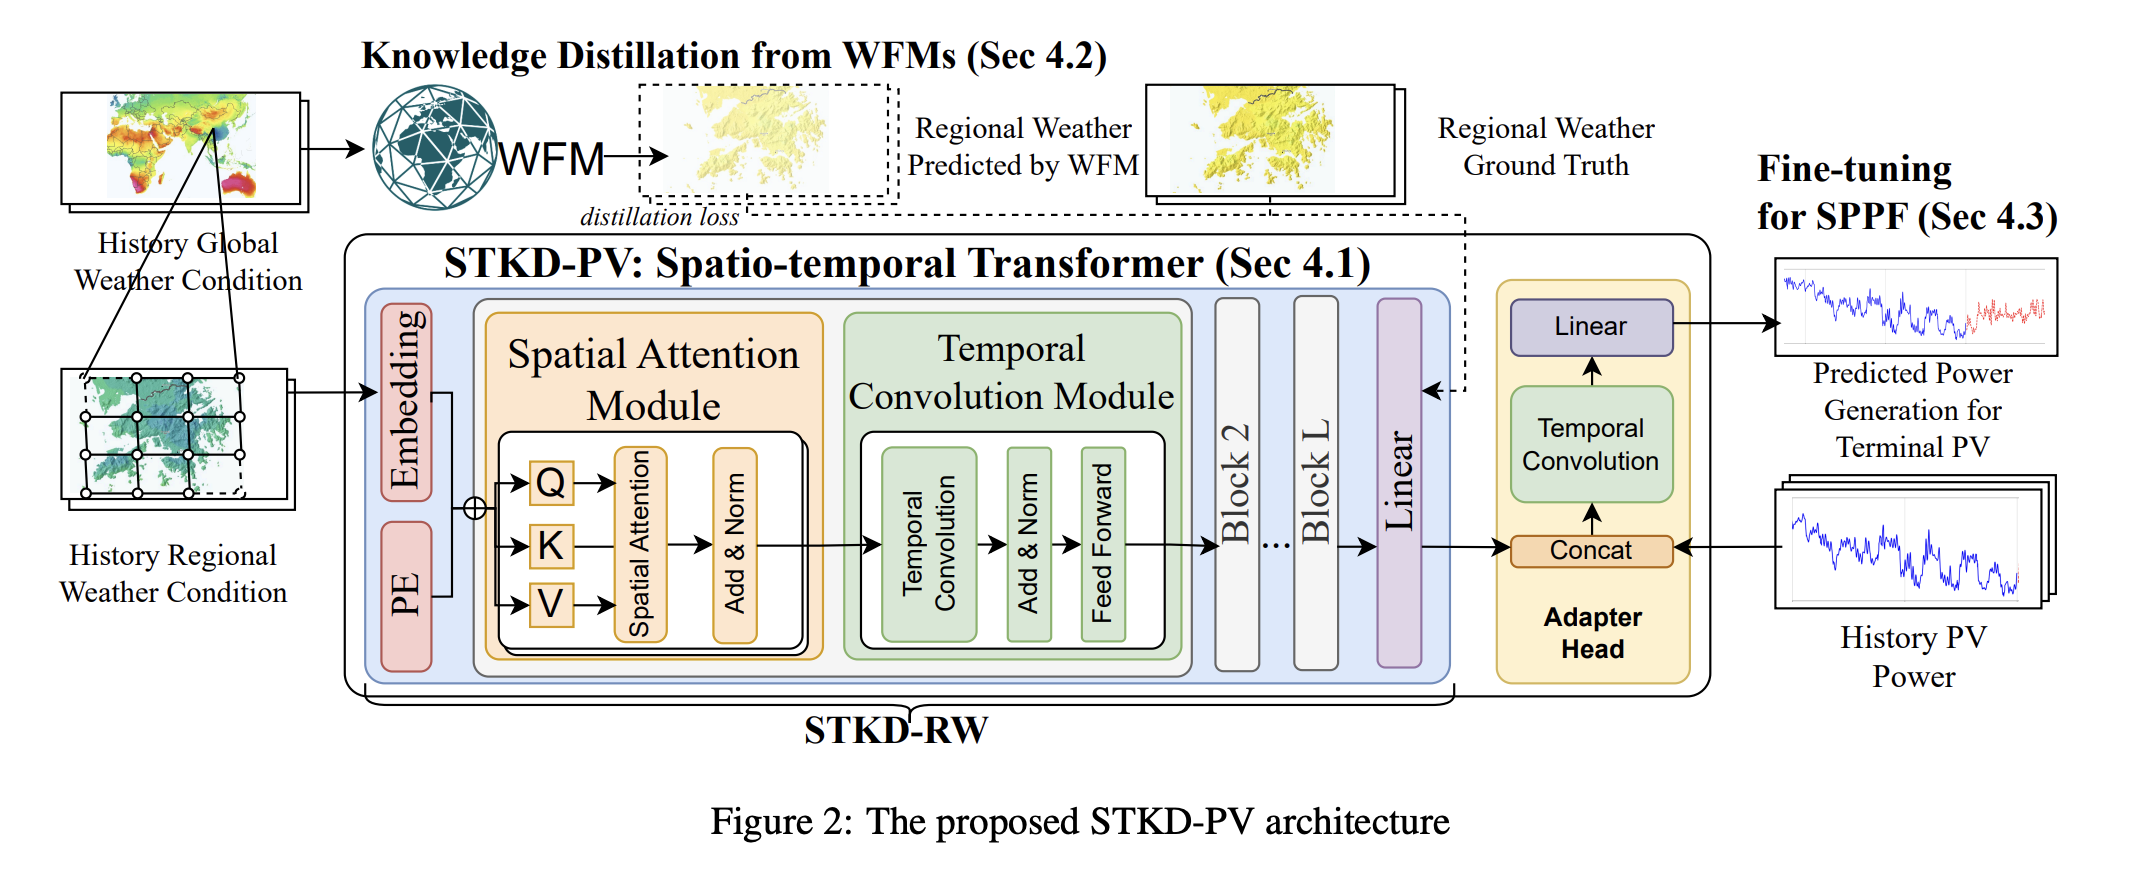 Knowledge Distillation from WFMs (Sec 4.2)
WFM
Regional Weather
Predicted by WFM
Regional Weather
Ground Truth
distillation loss
History Global
Weather Condition
History Regional
Weather Condition
STKD-PV: Spatio-temporal Transformer (Sec 4.1)
Embedding
PE
Spatial Attention
Module
Q
K
V
Spatial Attention
Add & Norm
Temporal
Convolution Module
Temporal
Convolution
Add & Norm
Feed Forward
Block 2
...
Block L
Linear
STKD-RW
Linear
Temporal
Convolution
Concat
Adapter
Head
Fine-tuning
for SPPF (Sec 4.3)
Predicted Power
Generation for
Terminal PV
History PV
Power
Figure 2: The proposed STKD-PV architecture